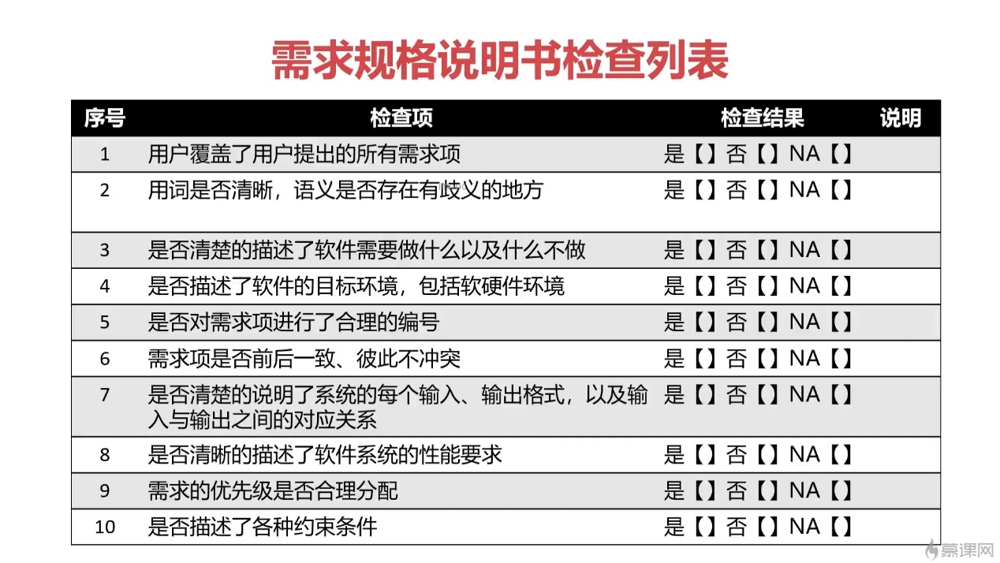 需求规格说明书检查列表
序号 检查项 检查结果 说明
1 用户覆盖了用户提出的所有需求项 是【】否【】NA【】
2 用词是否清晰，语义是否存在有歧义的地方 是【】否【】NA【】
3 是否清楚的描述了软件需要做什么以及什么不做 是【】否【】NA【】
4 是否描述了软件的目标环境，包括软硬件环境 是【】否【】NA【】
5 是否对需求项进行了合理的编号 是【】否【】NA【】
6 需求项是否前后一致、彼此不冲突 是【】否【】NA【】
7 是否清楚的说明了系统的每个输入、输出格式，以及输 是【】否【】NA【】
入与输出之间的对应关系
8 是否清晰的描述了软件系统的性能要求 是【】否【】NA【】
9 需求的优先级是否合理分配 是【】否【】NA【】
10 是否描述了各种约束条件 是【】否【】NA【】
慕课网